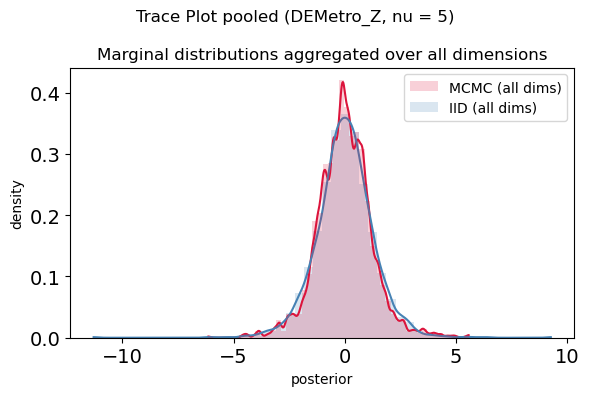 Trace Plot pooled (DEMetro_Z, nu = 5)
Marginal distributions aggregated over all dimensions
MCMC (all dims)
IID (all dims)
density
0.4
0.3
0.2
0.1
0.0
−10
−5
0
5
10
posterior